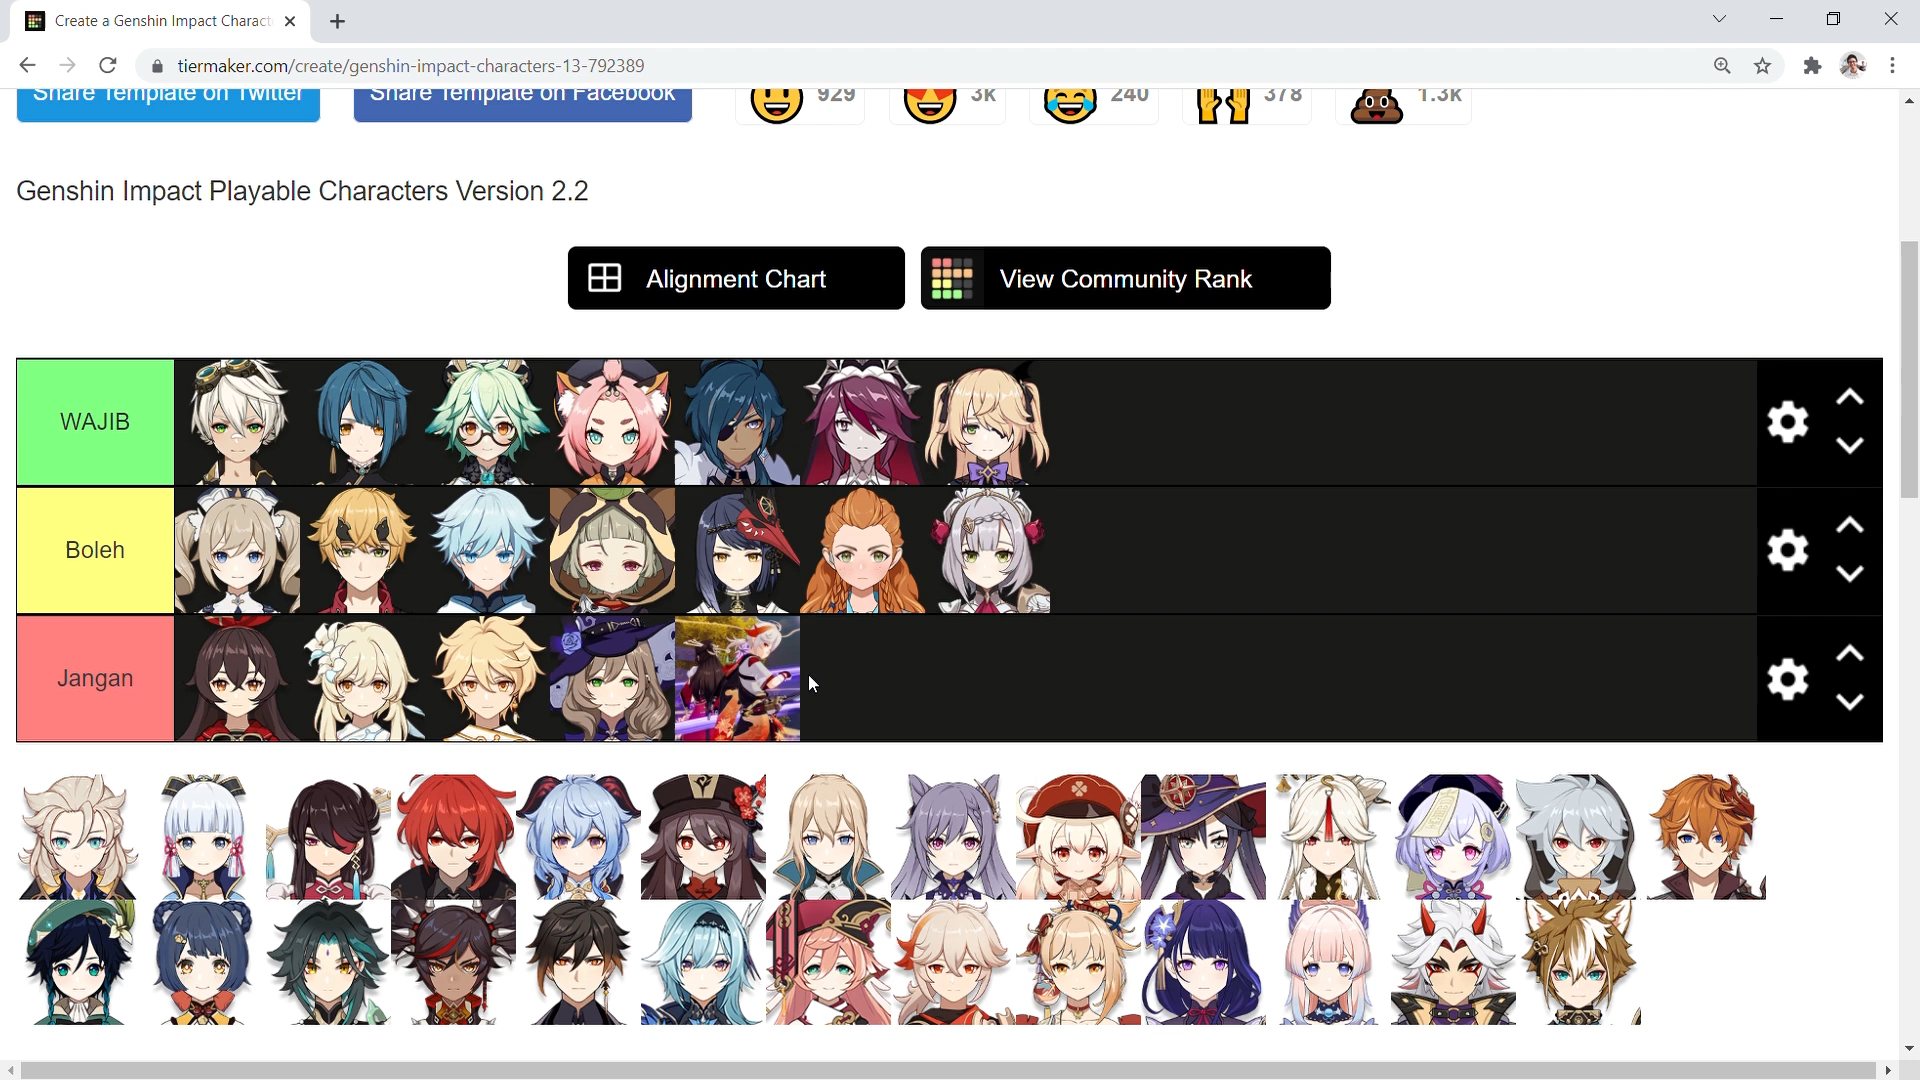 Create a Genshin Impact Charact
tiermaker.com/create/genshin-impact-characters-13-792389
Share Template on Twitter
Share Template on Facebook
929
3k
240
378
1.3k
Genshin Impact Playable Characters Version 2.2
Alignment Chart
View Community Rank
WAJIB
Boleh
Jangan